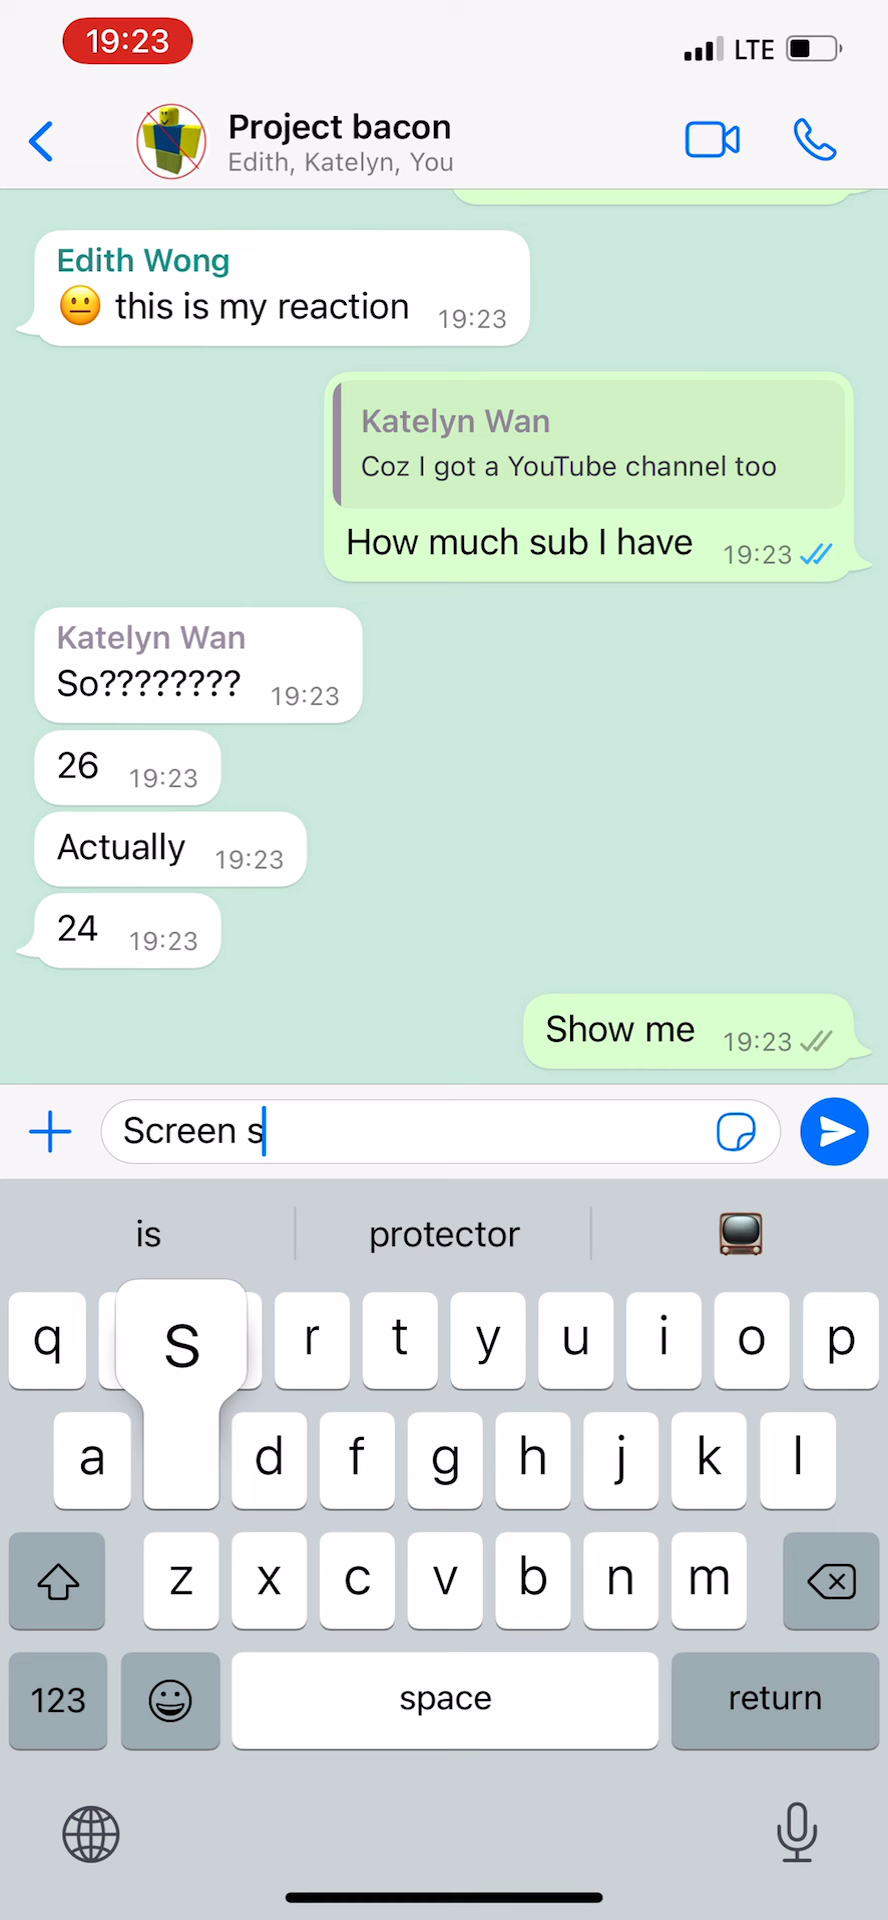 19:23
LTE
Project bacon
Edith, Katelyn, You
Edith Wong
😐 this is my reaction 19:23
Katelyn Wan
Coz I got a YouTube channel too
How much sub I have 19:23
Katelyn Wan
So???????? 19:23
26 19:23
Actually 19:23
24 19:23
Show me 19:23
Screen s
is protector 📺
q S r t y u i o p
a d f g h j k l
z x c v b n m
123 space return